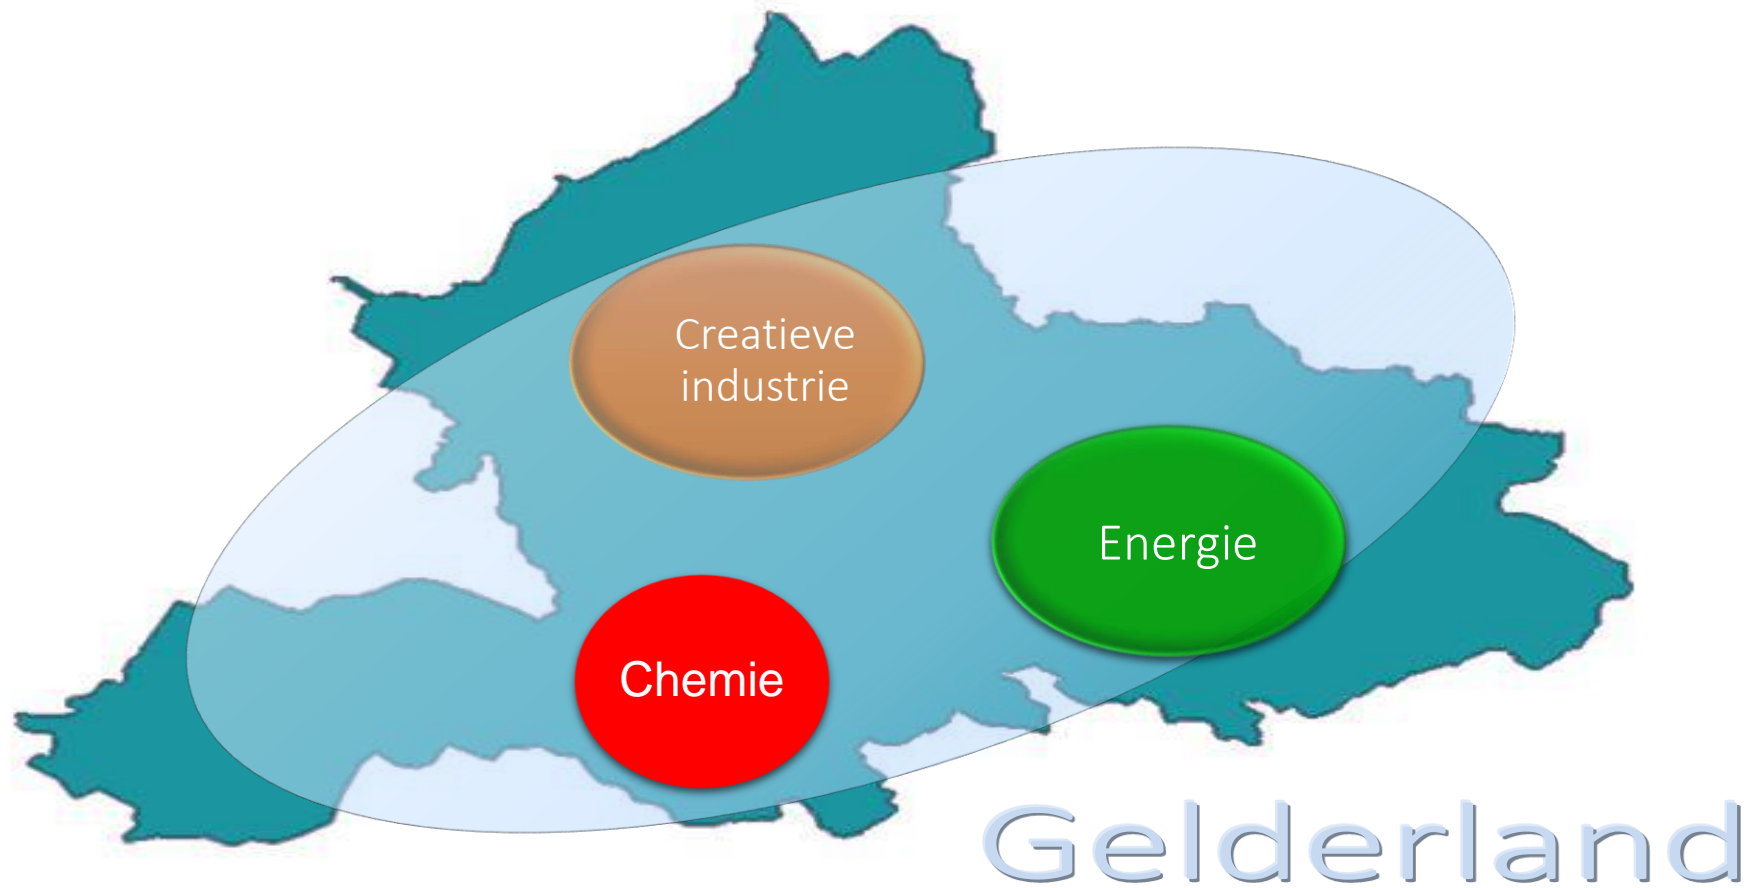 Creatieve
industrie
Energie
Chemie
Gelderland